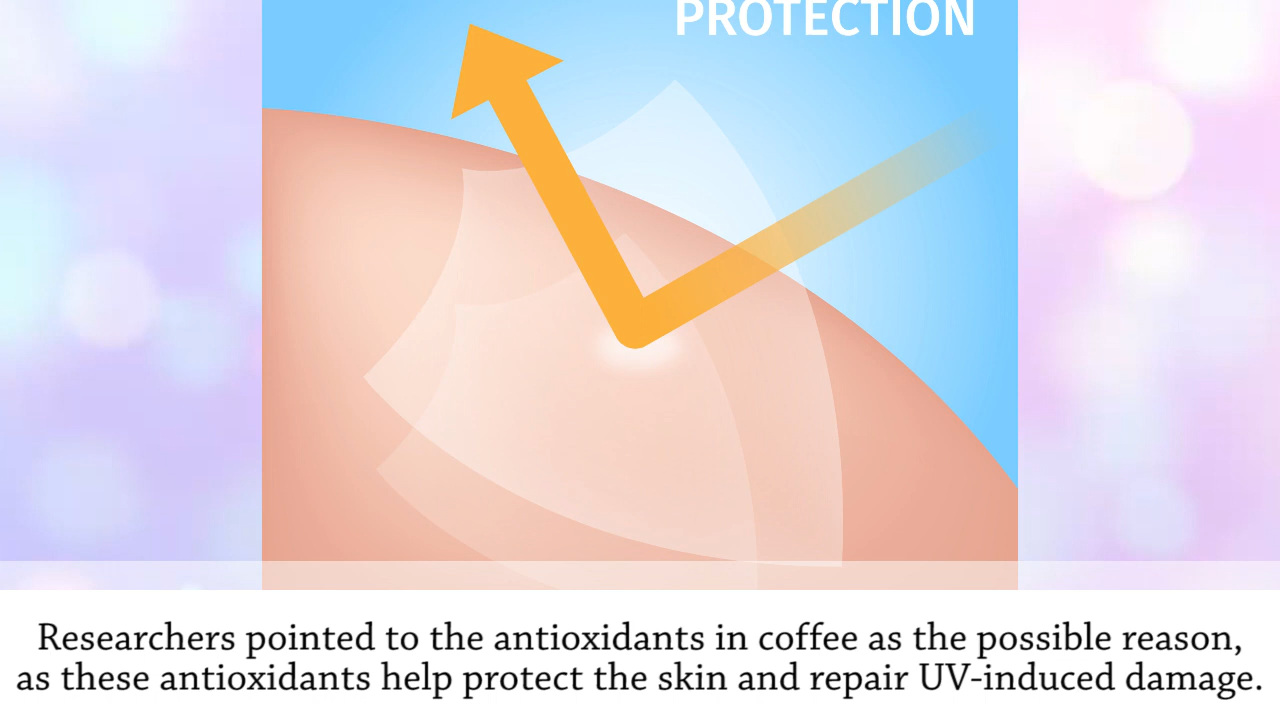 PROTECTION
Researchers pointed to the antioxidants in coffee as the possible reason,
as these antioxidants help protect the skin and repair UV-induced damage.